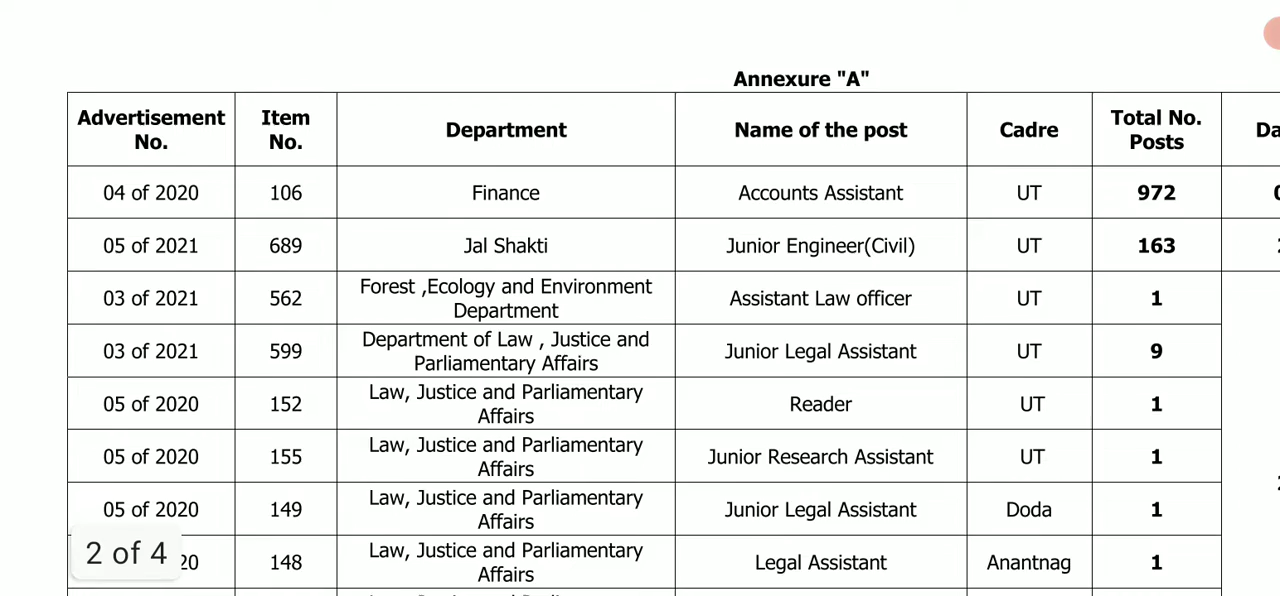 Annexure "A"
Advertisement No. Item No. Department Name of the post Cadre Total No. Posts
04 of 2020 106 Finance Accounts Assistant UT 972
05 of 2021 689 Jal Shakti Junior Engineer(Civil) UT 163
03 of 2021 562 Forest ,Ecology and Environment Department Assistant Law officer UT 1
03 of 2021 599 Department of Law , Justice and Parliamentary Affairs Junior Legal Assistant UT 9
05 of 2020 152 Law, Justice and Parliamentary Affairs Reader UT 1
05 of 2020 155 Law, Justice and Parliamentary Affairs Junior Research Assistant UT 1
05 of 2020 149 Law, Justice and Parliamentary Affairs Junior Legal Assistant Doda 1
20 148 Law, Justice and Parliamentary Affairs Legal Assistant Anantnag 1
2 of 4